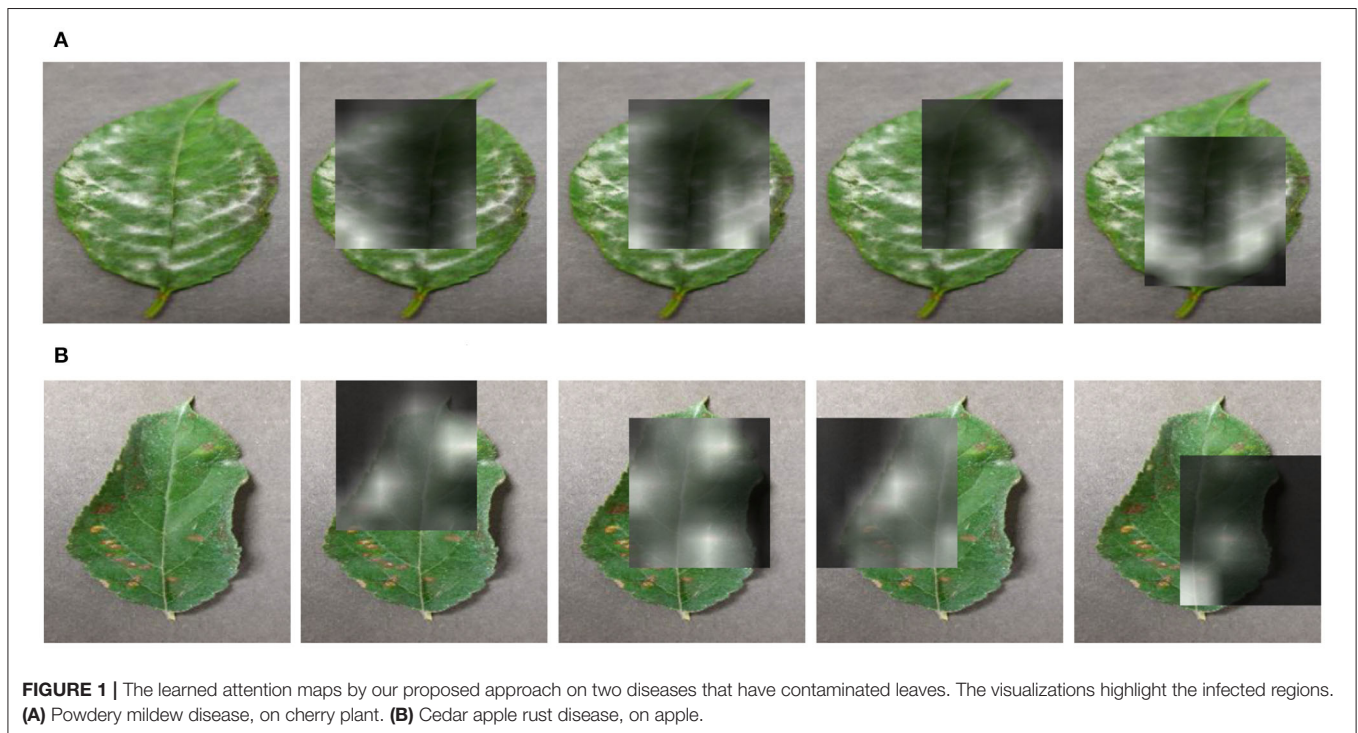 A
B
FIGURE 1 | The learned attention maps by our proposed approach on two diseases that have contaminated leaves. The visualizations highlight the infected regions.
(A) Powdery mildew disease, on cherry plant. (B) Cedar apple rust disease, on apple.